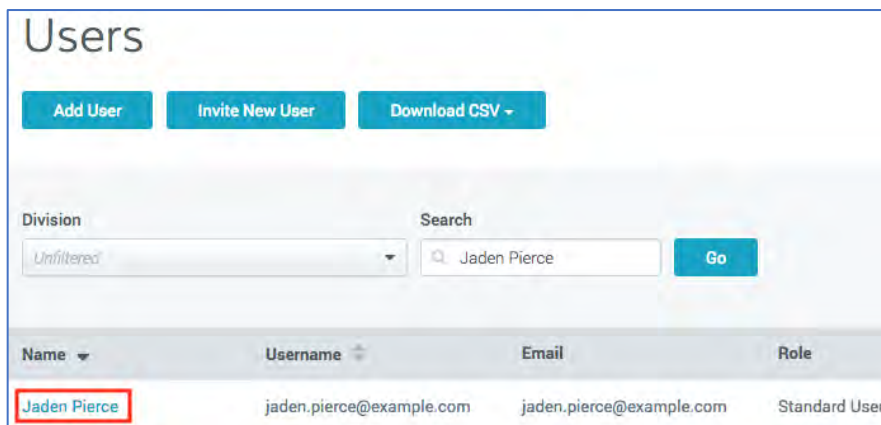 Users
Add User Invite New User Download CSV
Division Search
Unfiltered Jaden Pierce Go
Name Username Email Role
Jaden Pierce jaden.pierce@example.com jaden.pierce@example.com Standard User